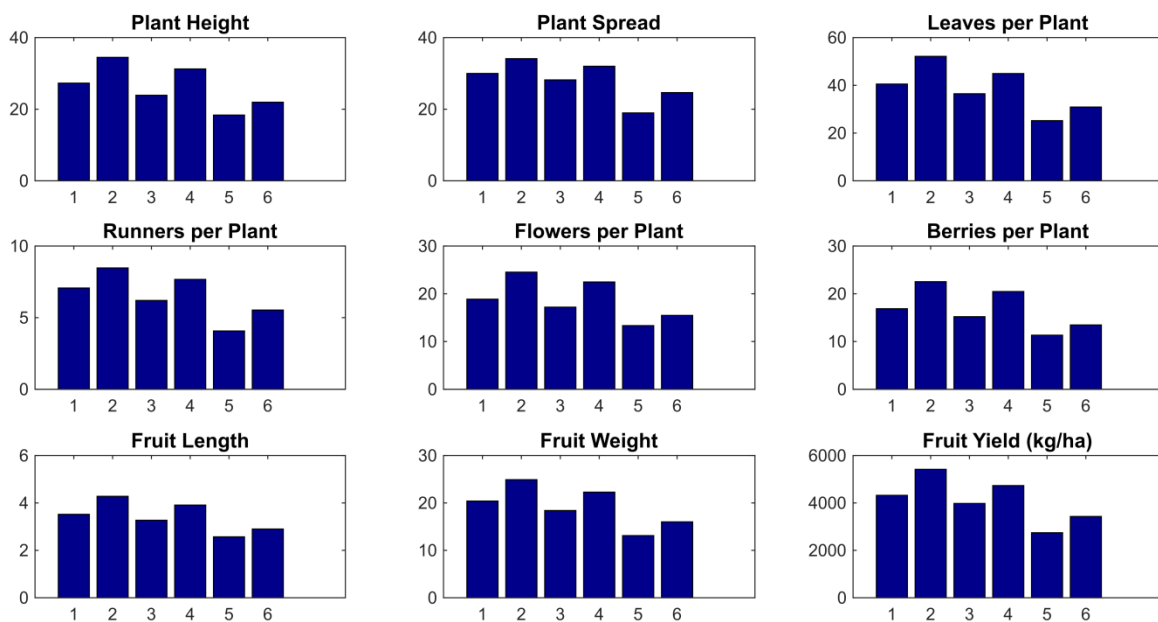 Plant Height
40
20
0
1 2 3 4 5 6
Plant Spread
40
20
0
1 2 3 4 5 6
Leaves per Plant
60
40
20
0
1 2 3 4 5 6
Runners per Plant
10
5
0
1 2 3 4 5 6
Flowers per Plant
30
20
10
0
1 2 3 4 5 6
Berries per Plant
30
20
10
0
1 2 3 4 5 6
Fruit Length
6
4
2
0
1 2 3 4 5 6
Fruit Weight
30
20
10
0
1 2 3 4 5 6
Fruit Yield (kg/ha)
6000
4000
2000
0
1 2 3 4 5 6